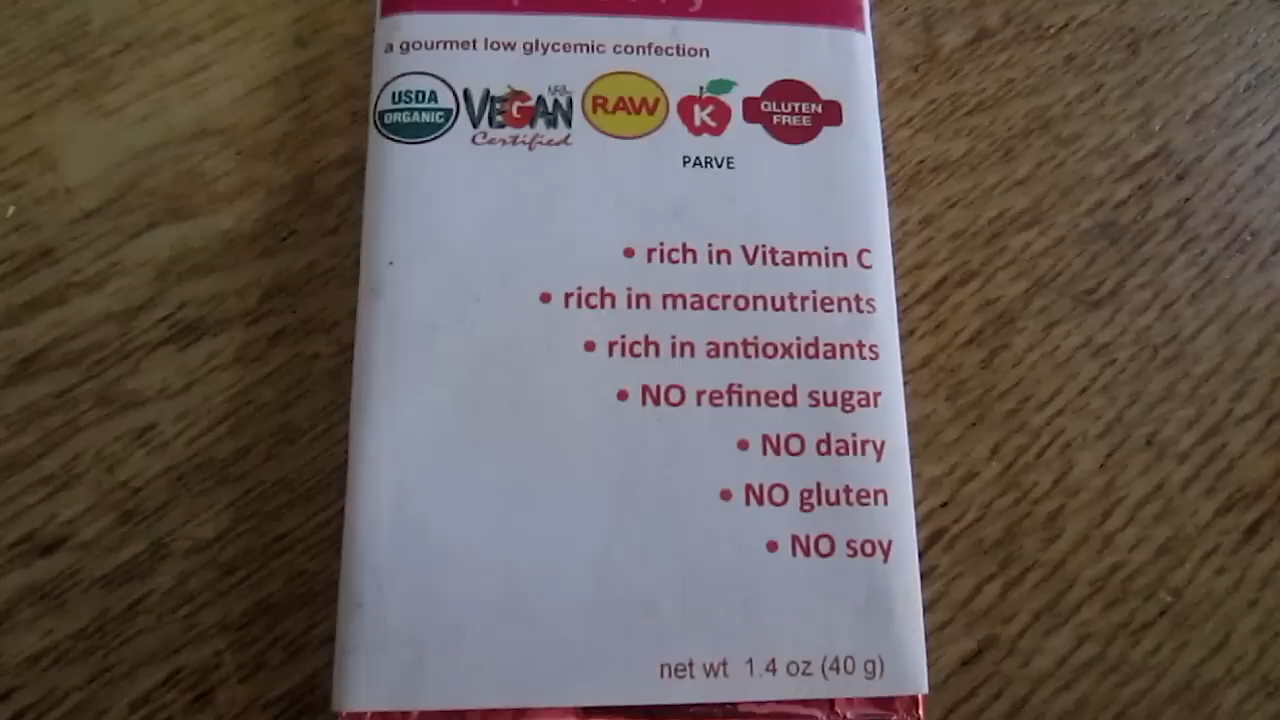 a gourmet low glycemic confection
USDA
ORGANIC
VEGAN
Certified
RAW
K
PARVE
GLUTEN
FREE
• rich in Vitamin C
• rich in macronutrients
• rich in antioxidants
• NO refined sugar
• NO dairy
• NO gluten
• NO soy
net wt 1.4 oz (40 g)